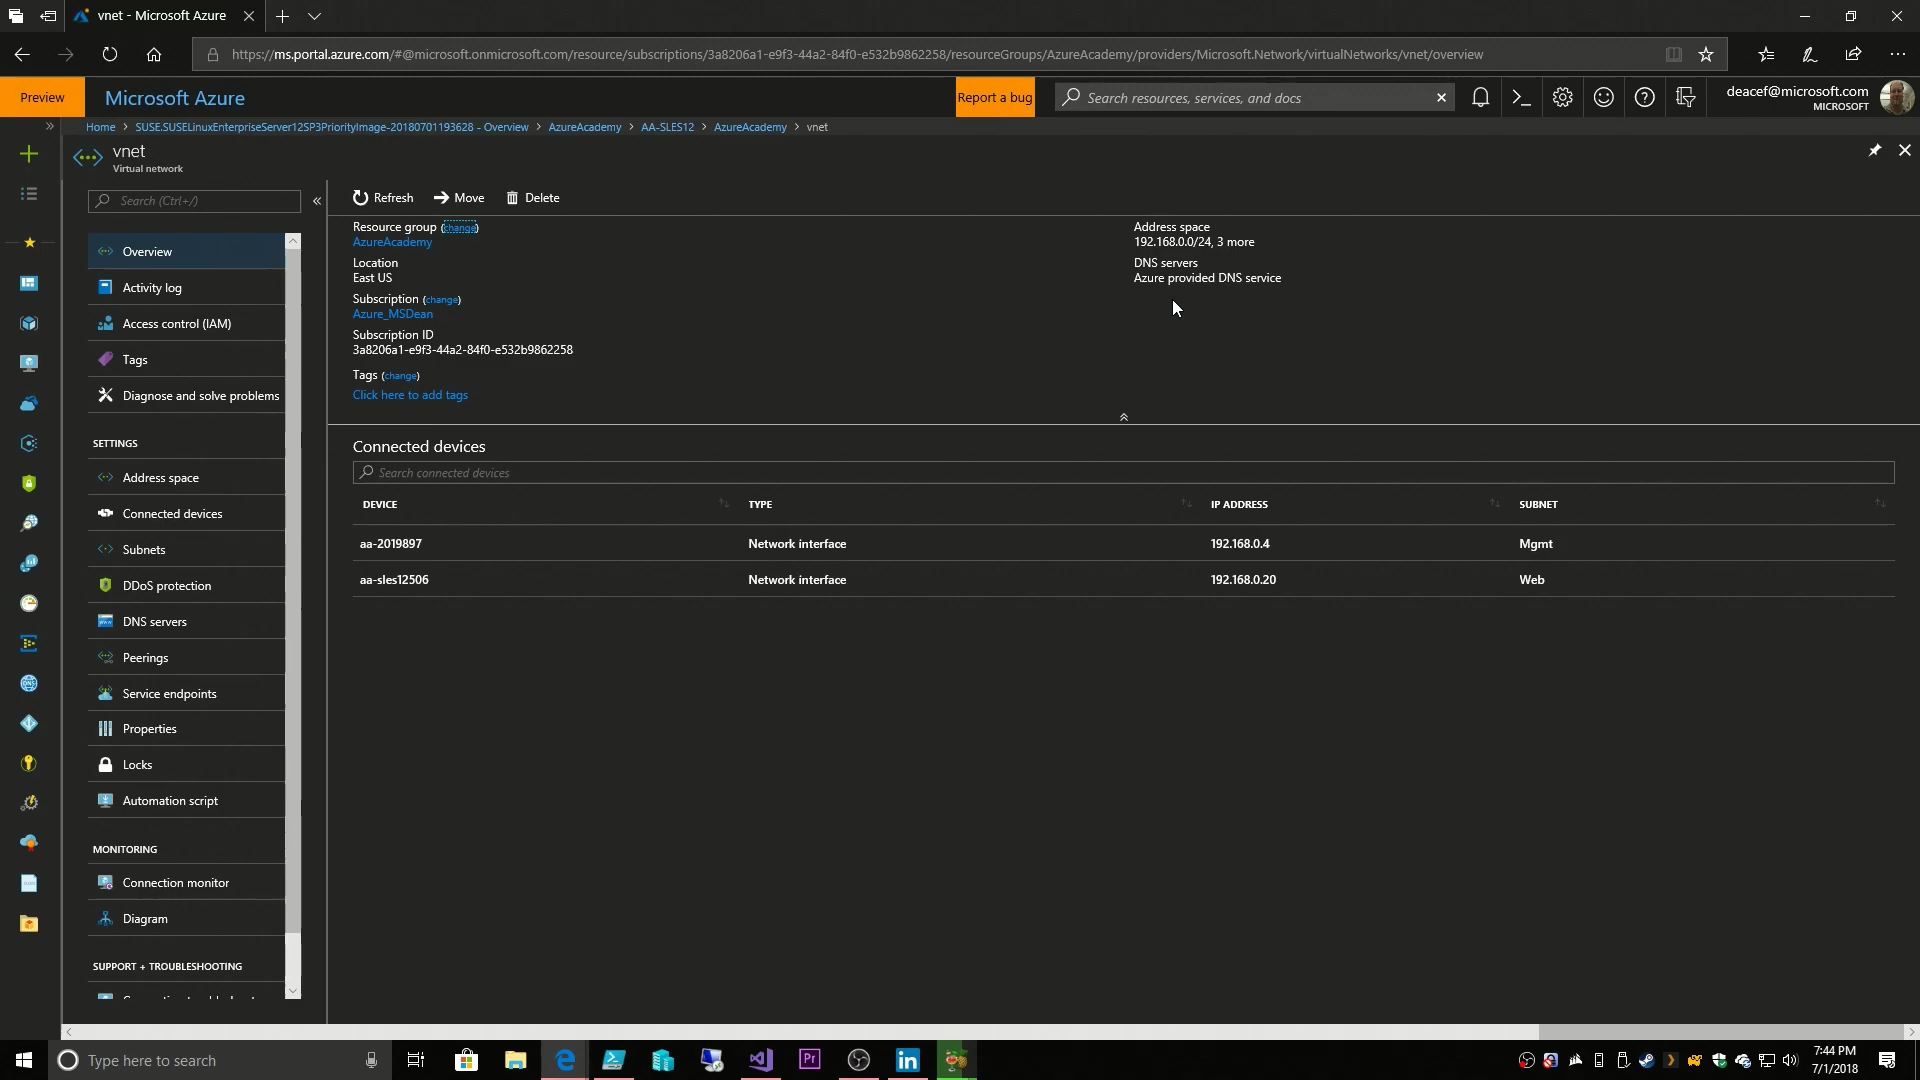 vnet - Microsoft Azure
https://ms.portal.azure.com/#@microsoft.onmicrosoft.com/resource/subscriptions/3a8206a1-e9f3-44a2-84f0-e532b9862258/resourceGroups/AzureAcademy/providers/Microsoft.Network/virtualNetworks/vnet/overview
Preview
Microsoft Azure
Report a bug
Search resources, services, and docs
deacef@microsoft.com
MICROSOFT
Home > SUSE.SUSELinuxEnterpriseServer12SP3PriorityImage-20180701193628 - Overview > AzureAcademy > AA-SLES12 > AzureAcademy > vnet
vnet
Virtual network
Search (Ctrl+/)
Refresh Move Delete
Overview
Activity log
Access control (IAM)
Tags
Diagnose and solve problems
SETTINGS
Address space
Connected devices
Subnets
DDoS protection
DNS servers
Peerings
Service endpoints
Properties
Locks
Automation script
MONITORING
Connection monitor
Diagram
SUPPORT + TROUBLESHOOTING
Resource group (change)
AzureAcademy
Location
East US
Subscription (change)
Azure_MSDean
Subscription ID
3a8206a1-e9f3-44a2-84f0-e532b9862258
Tags (change)
Click here to add tags
Address space
192.168.0.0/24, 3 more
DNS servers
Azure provided DNS service
Connected devices
Search connected devices
DEVICE TYPE IP ADDRESS SUBNET
aa-2019897 Network interface 192.168.0.4 Mgmt
aa-sles12506 Network interface 192.168.0.20 Web
Type here to search
7:44 PM
7/1/2018